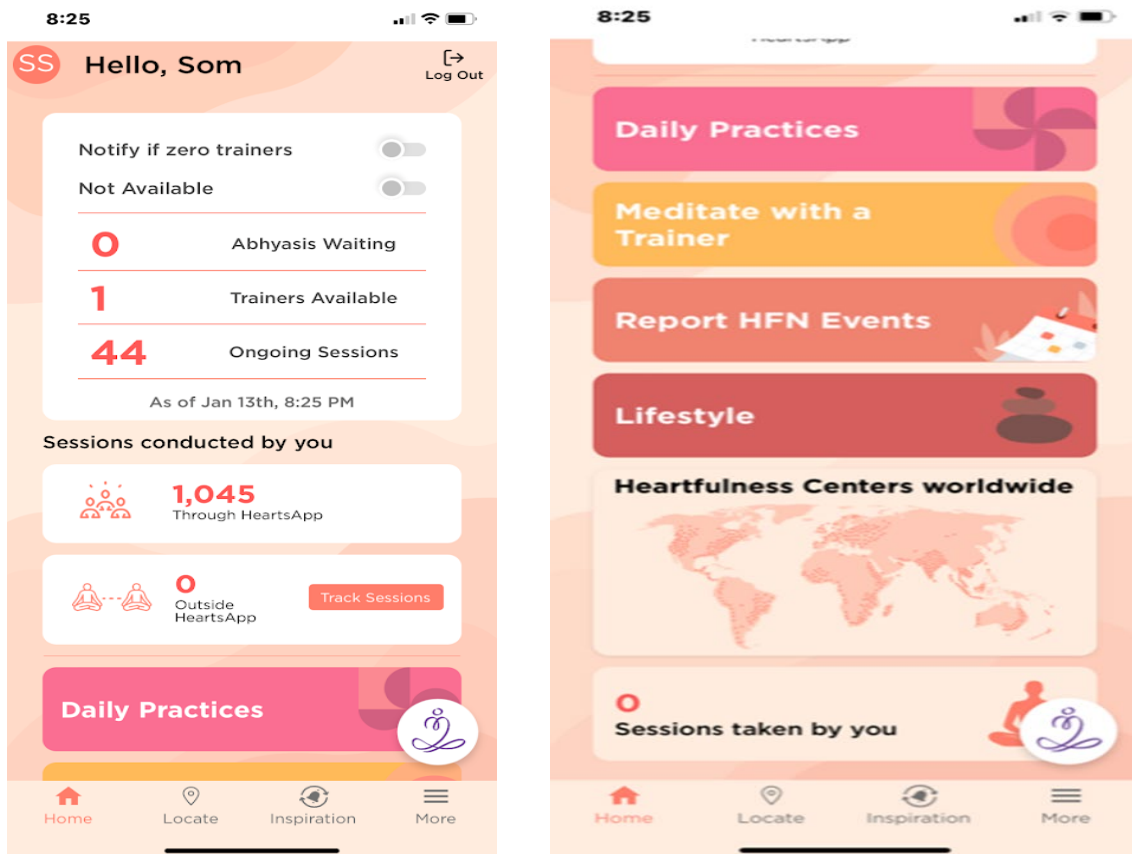 8:25
SS
Hello, Som
Log Out
Notify if zero trainers
Not Available
0 Abhyasis Waiting
1 Trainers Available
44 Ongoing Sessions
As of Jan 13th, 8:25 PM
Sessions conducted by you
1,045
Through HeartsApp
0
Outside
HeartsApp
Track Sessions
Daily Practices
Home Locate Inspiration More
8:25
Daily Practices
Meditate with a
Trainer
Report HFN Events
Lifestyle
Heartfulness Centers worldwide
0
Sessions taken by you
Home Locate Inspiration More